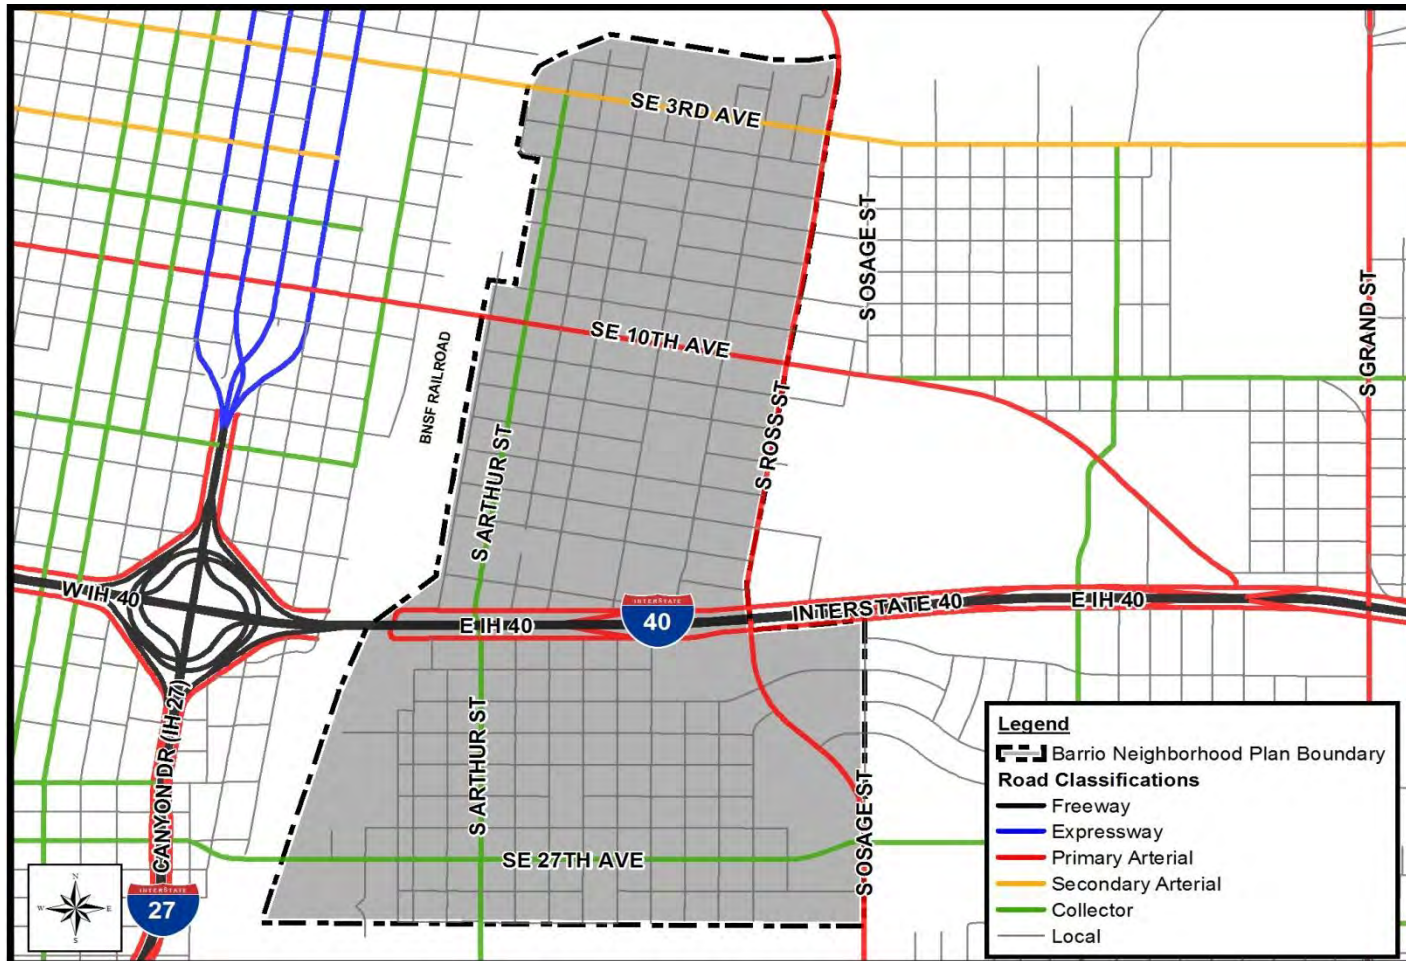 SE 3RD AVE
S OSAGE ST
S GRAND ST
SE 10TH AVE
BNSF RAILROAD
S ROSS ST
S ARTHUR ST
W IH 40
E IH 40
INTERSTATE
40
INTERSTATE 40
E IH 40
CANYON DR (IH 27)
S ARTHUR ST
S OSAGE ST
SE 27TH AVE
INTERSTATE
27
N
W E
S
Legend
Barrio Neighborhood Plan Boundary
Road Classifications
Freeway
Expressway
Primary Arterial
Secondary Arterial
Collector
Local